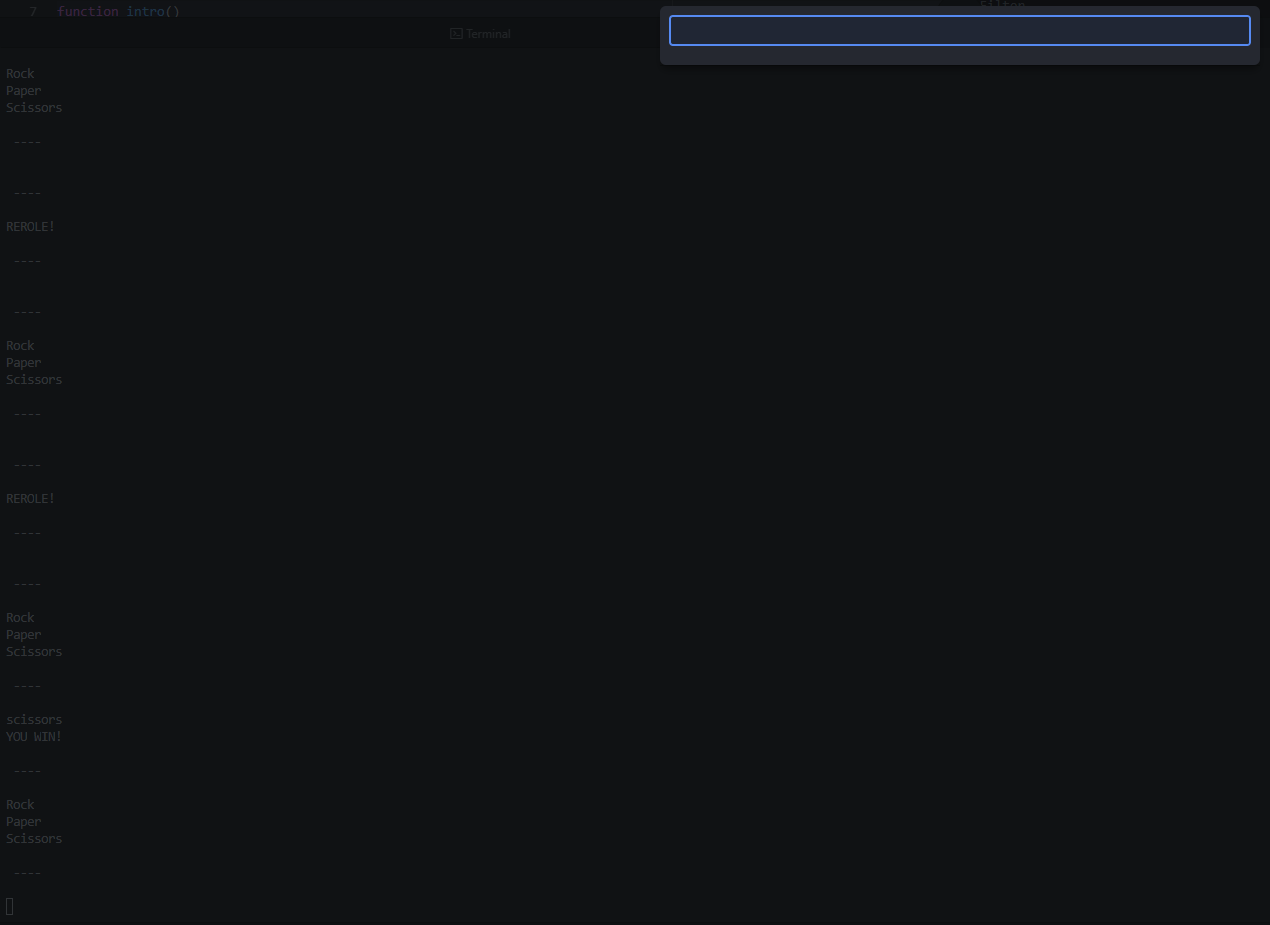 7 function intro()
Filter
Terminal
Rock
Paper
Scissors
----
----
REROLE!
----
----
Rock
Paper
Scissors
----
----
REROLE!
----
----
Rock
Paper
Scissors
----
scissors
YOU WIN!
----
Rock
Paper
Scissors
----